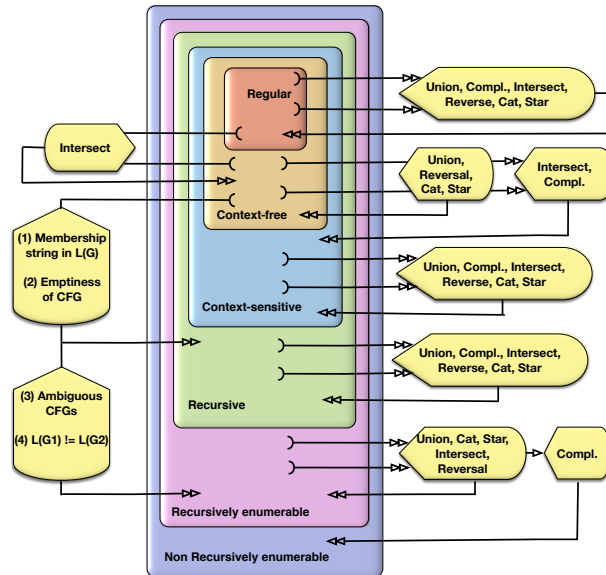 Regular
Union, Compl., Intersect,
Reverse, Cat, Star
Intersect
Union,
Reversal,
Cat, Star
Intersect,
Compl.
Context-free
(1) Membership
string in L(G)
(2) Emptiness
of CFG
Union, Compl., Intersect,
Reverse, Cat, Star
Context-sensitive
Union, Compl., Intersect,
Reverse, Cat, Star
Recursive
(3) Ambiguous
CFGs
(4) L(G1) != L(G2)
Union, Cat, Star,
Intersect,
Reversal
Compl.
Recursively enumerable
Non Recursively enumerable